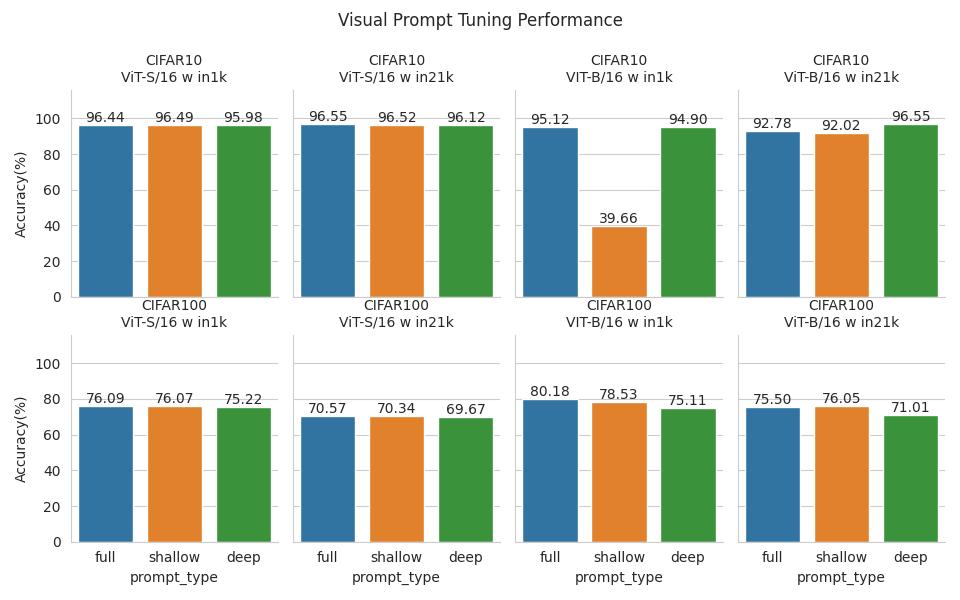 Visual Prompt Tuning Performance
CIFAR10
ViT-S/16 w in1k
CIFAR10
ViT-S/16 w in21k
CIFAR10
VIT-B/16 w in1k
CIFAR10
ViT-B/16 w in21k
Accuracy(%)
100
80
60
40
20
0
96.44 96.49 95.98
96.55 96.52 96.12
95.12 39.66 94.90
92.78 92.02 96.55
CIFAR100
ViT-S/16 w in1k
CIFAR100
ViT-S/16 w in21k
CIFAR100
VIT-B/16 w in1k
CIFAR100
ViT-B/16 w in21k
Accuracy(%)
100
80
60
40
20
0
76.09 76.07 75.22
70.57 70.34 69.67
80.18 78.53 75.11
75.50 76.05 71.01
full shallow deep
prompt_type
full shallow deep
prompt_type
full shallow deep
prompt_type
full shallow deep
prompt_type